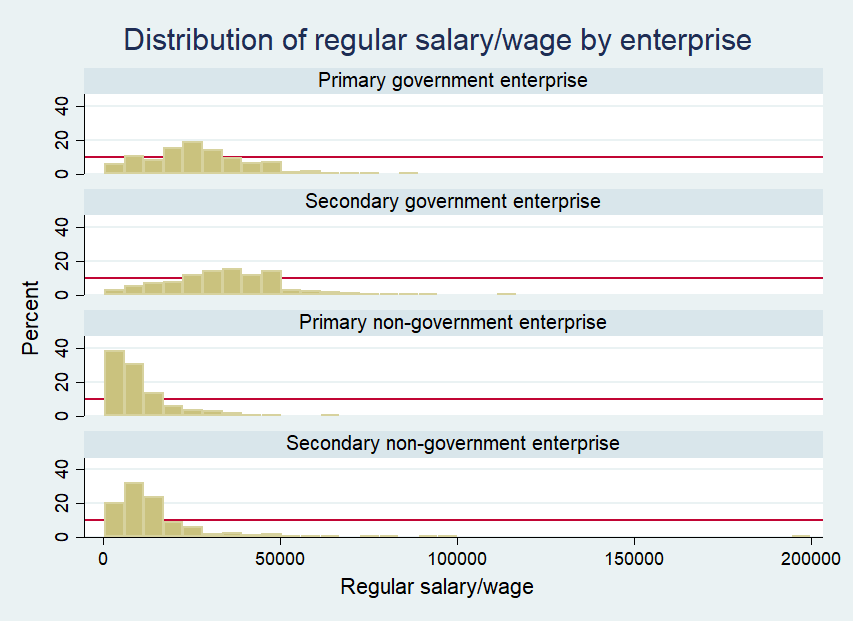 Distribution of regular salary/wage by enterprise
Primary government enterprise
40
20
0
Secondary government enterprise
40
20
0
Primary non-government enterprise
40
20
0
Secondary non-government enterprise
40
20
0
Percent
0 50000 100000 150000 200000
Regular salary/wage